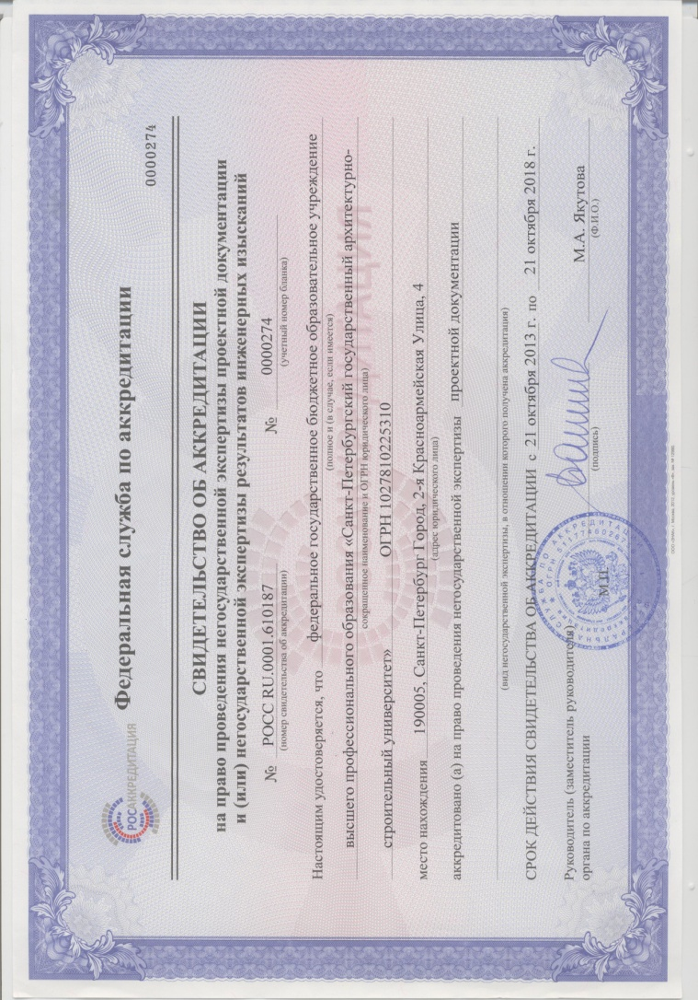 РОСАККРЕДИТАЦИЯ
Федеральная служба по аккредитации
0000274
СВИДЕТЕЛЬСТВО ОБ АККРЕДИТАЦИИ
на право проведения негосударственной экспертизы проектной документации
и (или) негосударственной экспертизы результатов инженерных изысканий
№ РОСС RU.0001.610187 № 0000274
(номер свидетельства об аккредитации) (учетный номер бланка)
Настоящим удостоверяется, что федеральное государственное бюджетное образовательное учреждение
(полное и (в случае, если имеется)
высшего профессионального образования «Санкт-Петербургский государственный архитектурно-
сокращенное наименование и ОГРН юридического лица)
строительный университет» ОГРН 1027810225310
место нахождения 190005, Санкт-Петербург Город, 2-я Красноармейская Улица, 4
(адрес юридического лица)
аккредитовано (а) на право проведения негосударственной экспертизы проектной документации
(вид негосударственной экспертизы, в отношении которого получена аккредитация)
СРОК ДЕЙСТВИЯ СВИДЕТЕЛЬСТВА ОБ АККРЕДИТАЦИИ с 21 октября 2013 г. по 21 октября 2018 г.
Руководитель (заместитель руководителя)
органа по аккредитации
М.П.
(подпись)
М.А. Якутова
(Ф.И.О.)